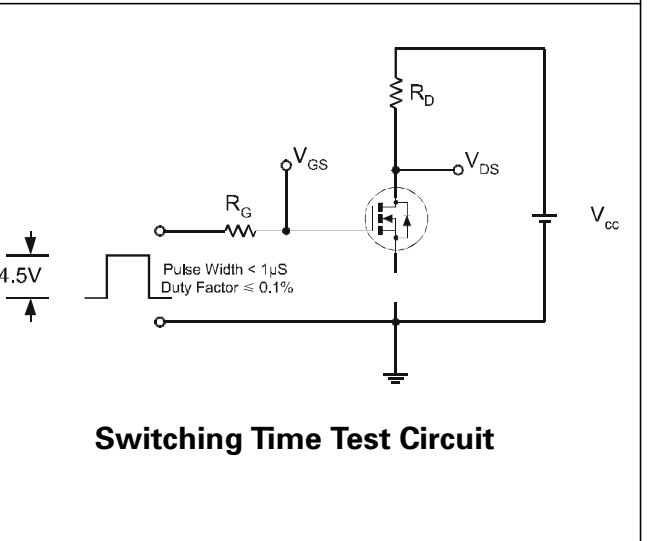 R_D
V_GS
V_DS
R_G
V_cc
4.5V
Pulse Width < 1µS
Duty Factor ≤ 0.1%
Switching Time Test Circuit